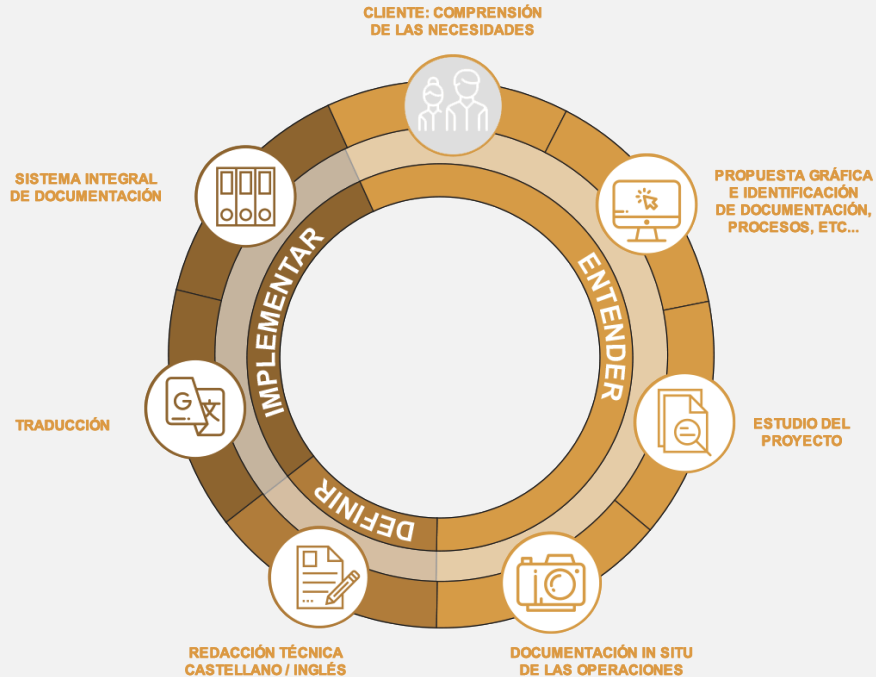 CLIENTE: COMPRENSIÓN
DE LAS NECESIDADES
PROPUESTA GRÁFICA
E IDENTIFICACIÓN
DE DOCUMENTACIÓN,
PROCESOS, ETC...
ESTUDIO DEL
PROYECTO
DOCUMENTACIÓN IN SITU
DE LAS OPERACIONES
REDACCIÓN TÉCNICA
CASTELLANO / INGLÉS
TRADUCCIÓN
SISTEMA INTEGRAL
DE DOCUMENTACIÓN
ENTENDER
DEFINIR
IMPLEMENTAR
G
文